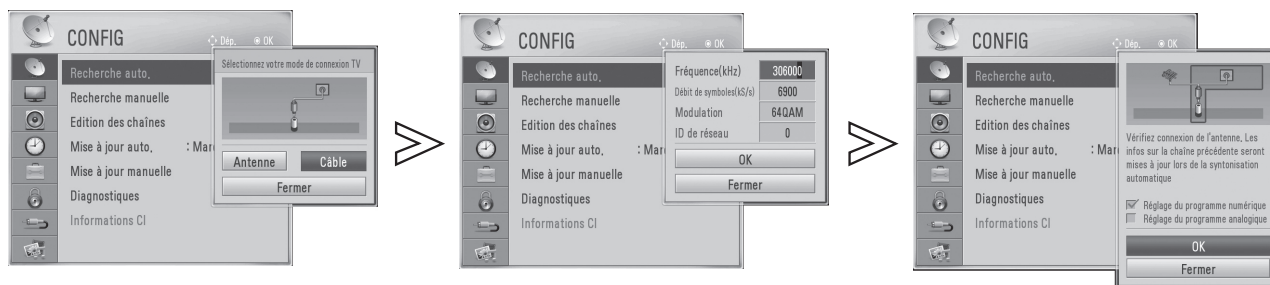 CONFIG
Dép. OK
Recherche auto.
Recherche manuelle
Edition des chaînes
Mise à jour auto. : Mar
Mise à jour manuelle
Diagnostiques
Informations CI
Sélectionnez votre mode de connexion TV
Antenne Câble
Fermer
CONFIG
Dép. OK
Recherche auto.
Recherche manuelle
Edition des chaînes
Mise à jour auto. : Mar
Mise à jour manuelle
Diagnostiques
Informations CI
Fréquence(kHz) 306000
Débit de symboles(kS/s) 6900
Modulation 64QAM
ID de réseau 0
OK
Fermer
CONFIG
Dép. OK
Recherche auto.
Recherche manuelle
Edition des chaînes
Mise à jour auto. : Mar
Mise à jour manuelle
Diagnostiques
Informations CI
Vérifiez connexion de l'antenne. Les
infos sur la chaîne précédente seront
mises à jour lors de la syntonisation
automatique
Réglage du programme numérique
Réglage du programme analogique
OK
Fermer